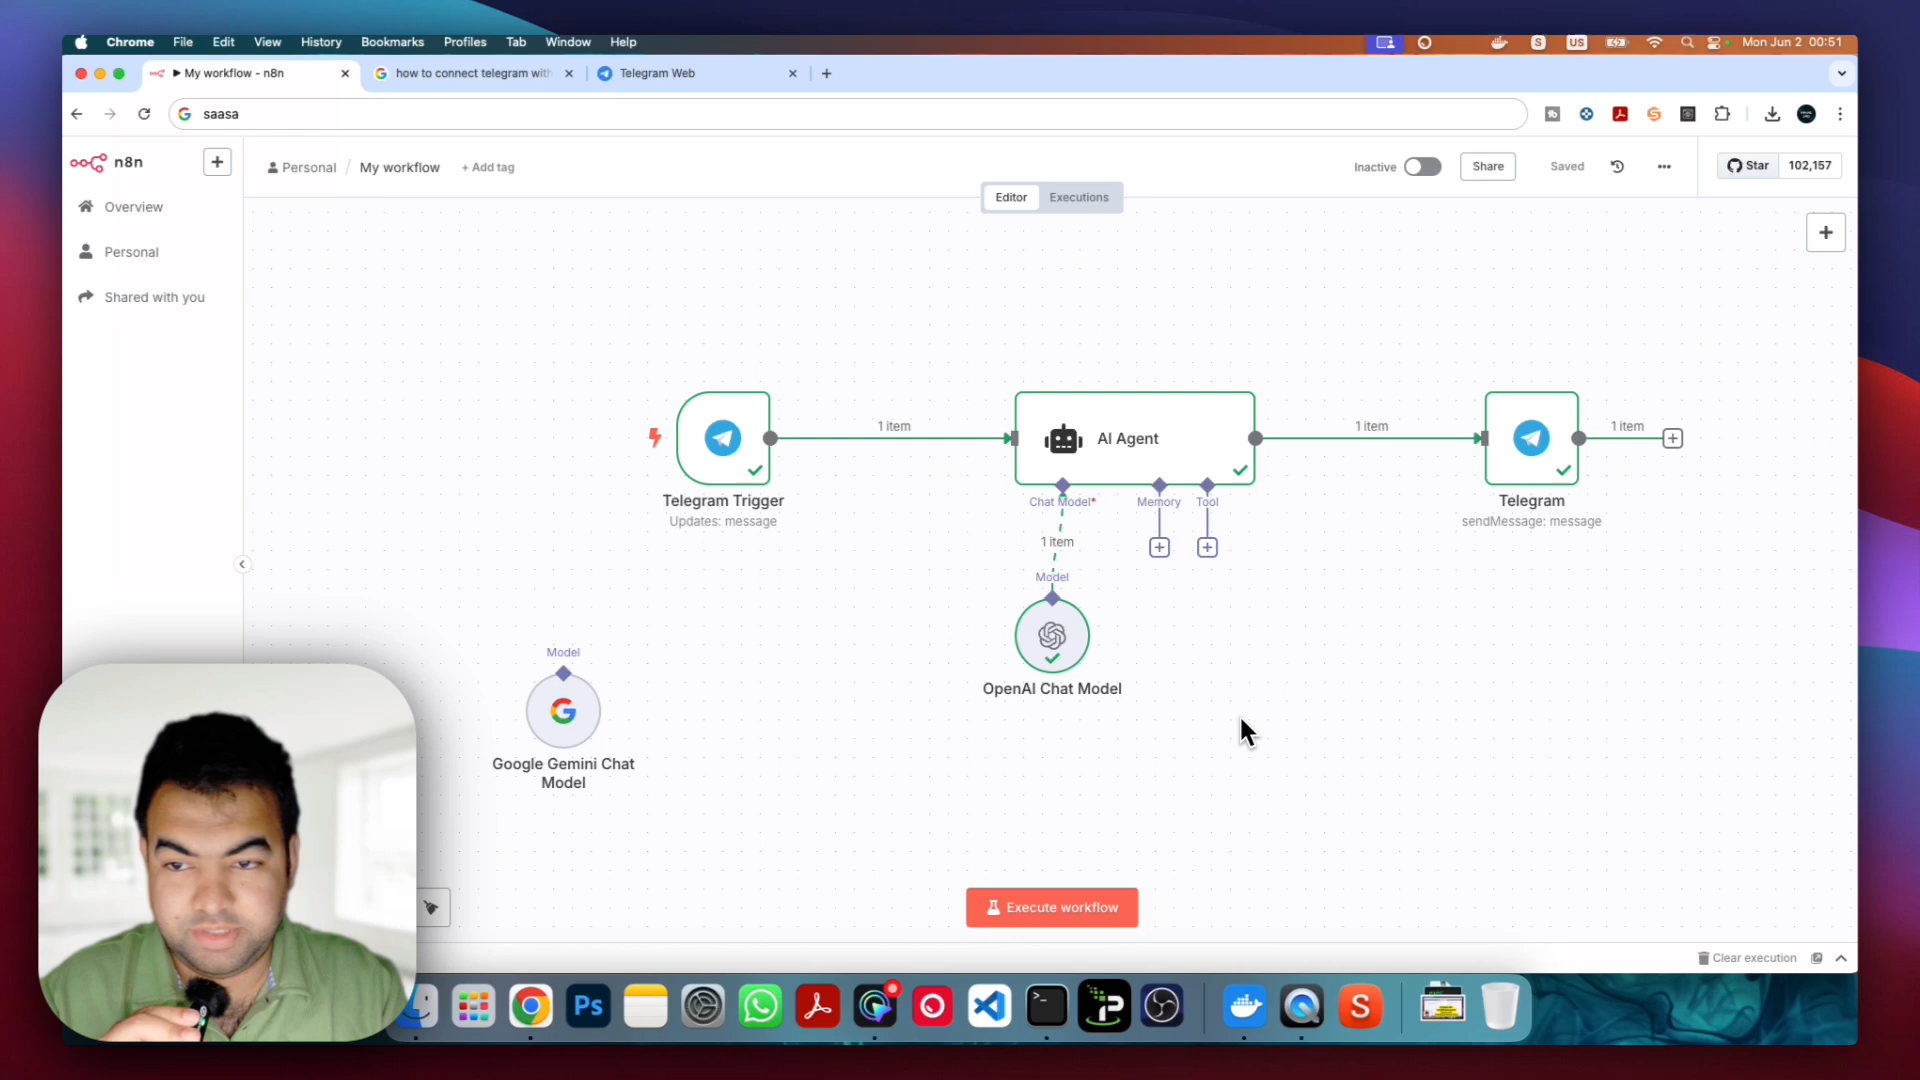 Chrome File Edit View History Bookmarks Profiles Tab Window Help S US Mon Jun 2 00:51
My workflow - n8n how to connect telegram with Telegram Web
saasa
n8n
Personal / My workflow + Add tag Inactive Share Saved Star 102,157
Editor Executions
Overview
Personal
Shared with you
1 item 1 item 1 item
AI Agent
Telegram Trigger
Updates: message
Chat Model* Memory Tool
Telegram
sendMessage: message
1 item
Model
OpenAI Chat Model
Model
Google Gemini Chat
Model
Execute workflow
Clear execution
Ps S